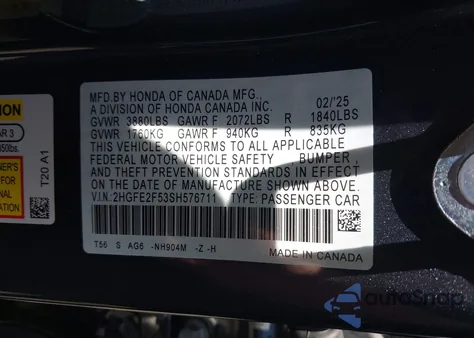 MFD.BY HONDA OF CANADA MFG.,
A DIVISION OF HONDA CANADA INC.
02/'25
GVWR 3880LBS GAWR F 2072LBS R 1840LBS
GVWR 1760KG GAWR F 940KG R 835KG
THIS VEHICLE CONFORMS TO ALL APPLICABLE
FEDERAL MOTOR VEHICLE SAFETY BUMPER,
AND THEFT PREVENTION STANDARDS IN EFFECT ON
THE DATE OF MANUFACTURE SHOWN ABOVE.
V.I.N.:2HGFE2F53SH576711 TYPE: PASSENGER CAR
T56 S AG6 -NH904M -Z -H
MADE IN CANADA
T20 A1
AR 3
autoSnap